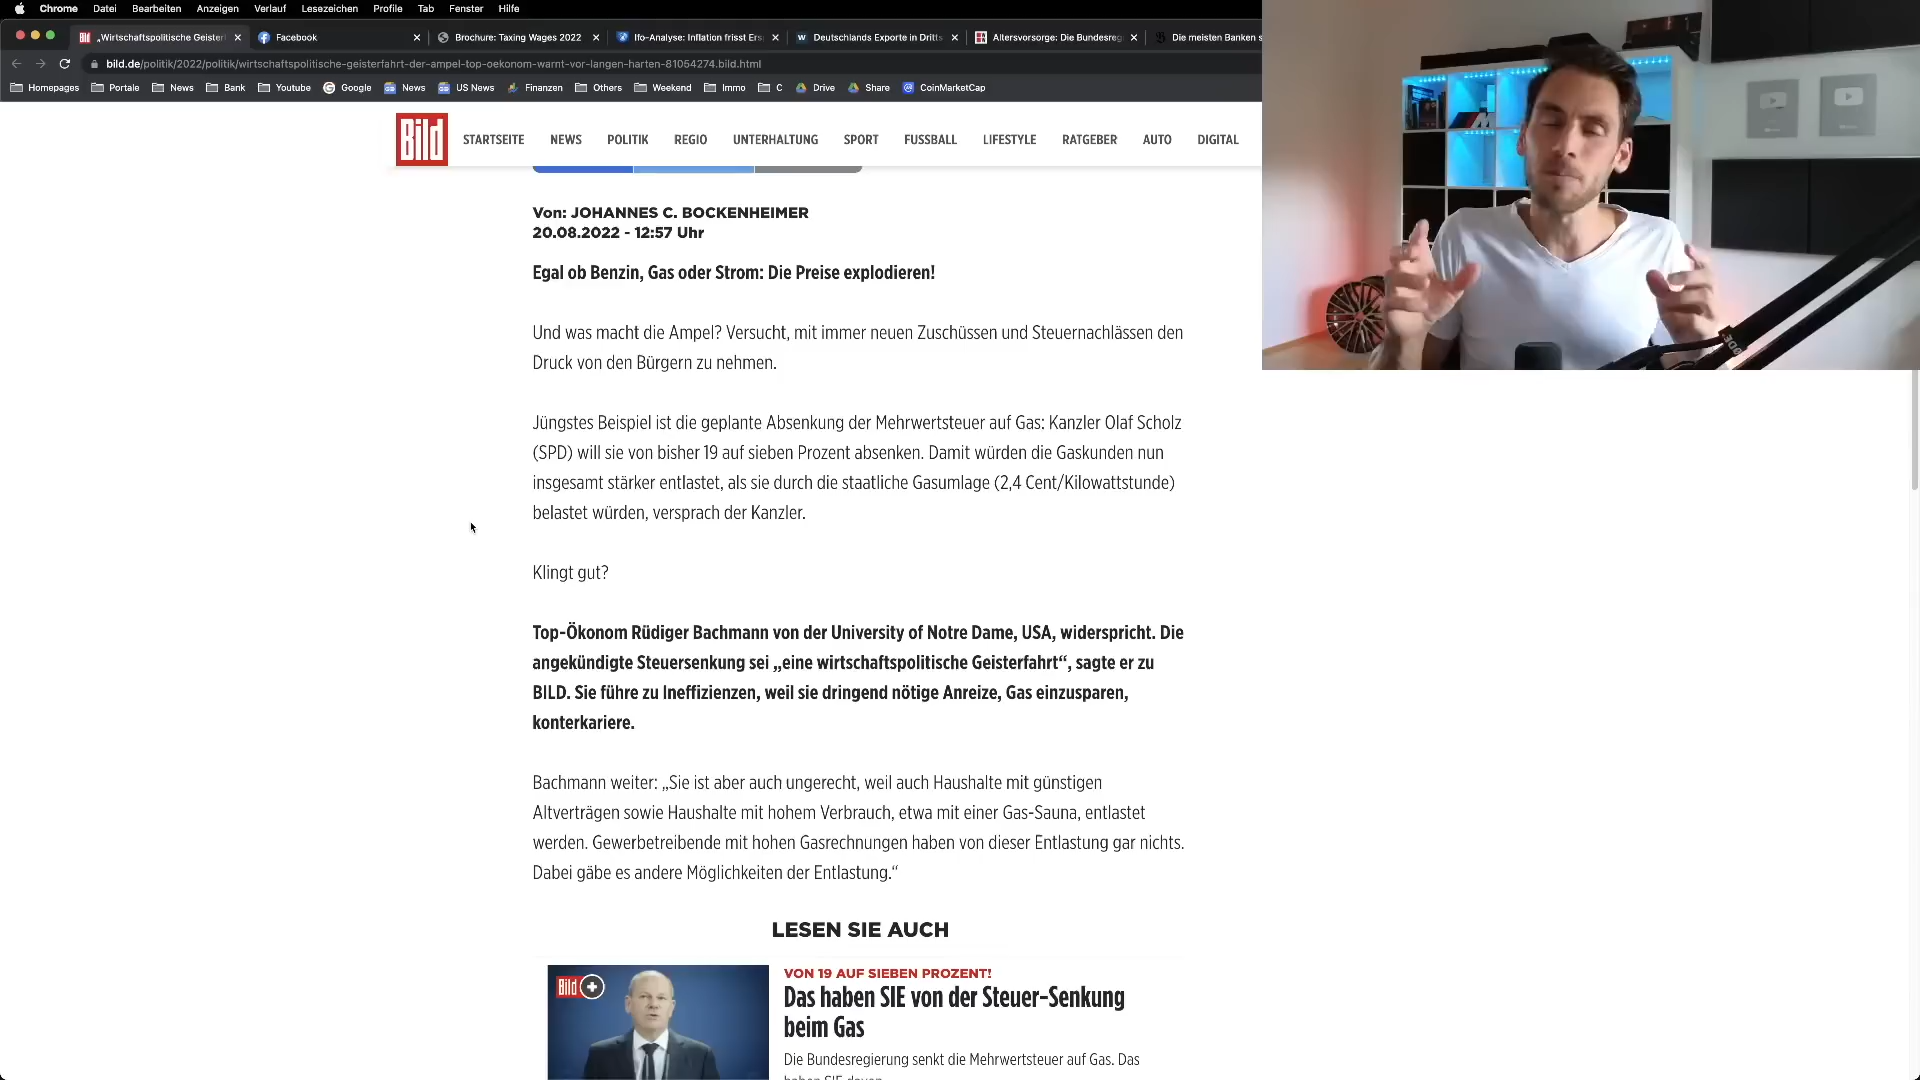 Chrome Datei Bearbeiten Anzeigen Verlauf Lesezeichen Profile Tab Fenster Hilfe
Bild „Wirtschaftspolitische Geister Facebook Brochure: Taxing Wages 2022 Ifo-Analyse: Inflation frisst Ers W Deutschlands Exporte in Dritts Altersvorsorge: Die Bundesreg Die meisten Banken s
bild.de/politik/2022/politik/wirtschaftspolitische-geisterfahrt-der-ampel-top-oekonom-warnt-vor-langen-harten-81054274.bild.html
Homepages Portale News Bank Youtube Google News US News Finanzen Others Weekend Immo C Drive Share CoinMarketCap
Bild STARTSEITE NEWS POLITIK REGIO UNTERHALTUNG SPORT FUSSBALL LIFESTYLE RATGEBER AUTO DIGITAL
Von: JOHANNES C. BOCKENHEIMER
20.08.2022 - 12:57 Uhr
Egal ob Benzin, Gas oder Strom: Die Preise explodieren!
Und was macht die Ampel? Versucht, mit immer neuen Zuschüssen und Steuernachlässen den
Druck von den Bürgern zu nehmen.
Jüngstes Beispiel ist die geplante Absenkung der Mehrwertsteuer auf Gas: Kanzler Olaf Scholz
(SPD) will sie von bisher 19 auf sieben Prozent absenken. Damit würden die Gaskunden nun
insgesamt stärker entlastet, als sie durch die staatliche Gasumlage (2,4 Cent/Kilowattstunde)
belastet würden, versprach der Kanzler.
Klingt gut?
Top-Ökonom Rüdiger Bachmann von der University of Notre Dame, USA, widerspricht. Die
angekündigte Steuersenkung sei „eine wirtschaftspolitische Geisterfahrt“, sagte er zu
BILD. Sie führe zu Ineffizienzen, weil sie dringend nötige Anreize, Gas einzusparen,
konterkariere.
Bachmann weiter: „Sie ist aber auch ungerecht, weil auch Haushalte mit günstigen
Altverträgen sowie Haushalte mit hohem Verbrauch, etwa mit einer Gas-Sauna, entlastet
werden. Gewerbetreibende mit hohen Gasrechnungen haben von dieser Entlastung gar nichts.
Dabei gäbe es andere Möglichkeiten der Entlastung.“
LESEN SIE AUCH
Bild +
VON 19 AUF SIEBEN PROZENT!
Das haben SIE von der Steuer-Senkung
beim Gas
Die Bundesregierung senkt die Mehrwertsteuer auf Gas. Das